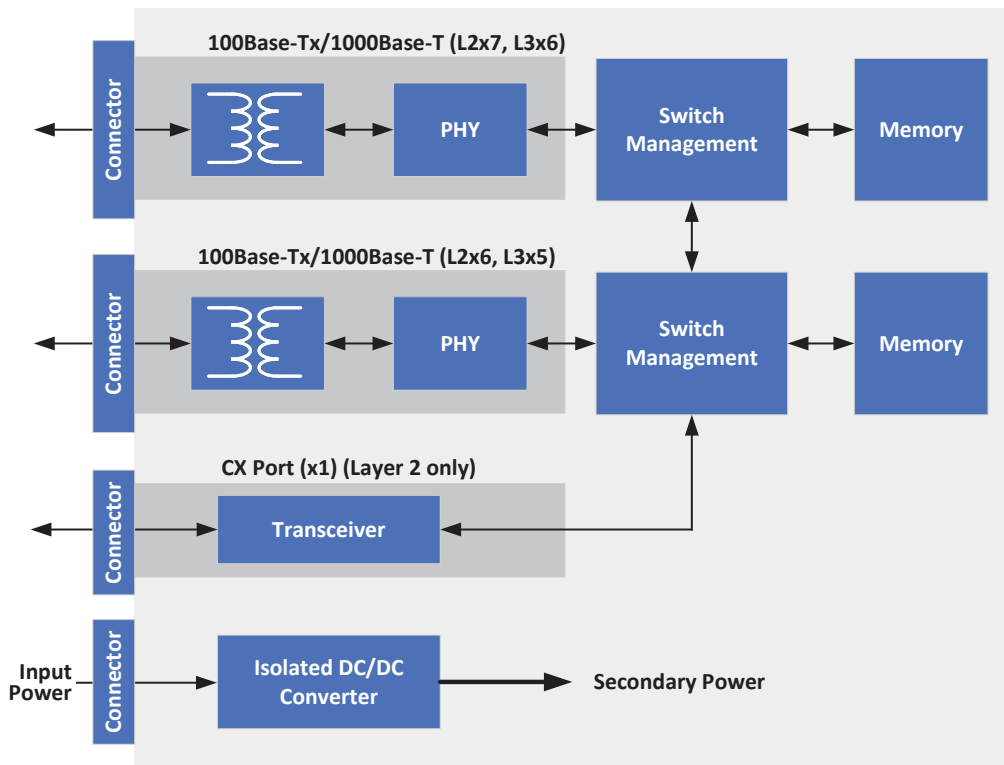 100Base-Tx/1000Base-T (L2x7, L3x6)
Connector
PHY
Switch
Management
Memory
100Base-Tx/1000Base-T (L2x6, L3x5)
Connector
PHY
Switch
Management
Memory
CX Port (x1) (Layer 2 only)
Connector
Transceiver
Input
Power
Connector
Isolated DC/DC
Converter
Secondary Power